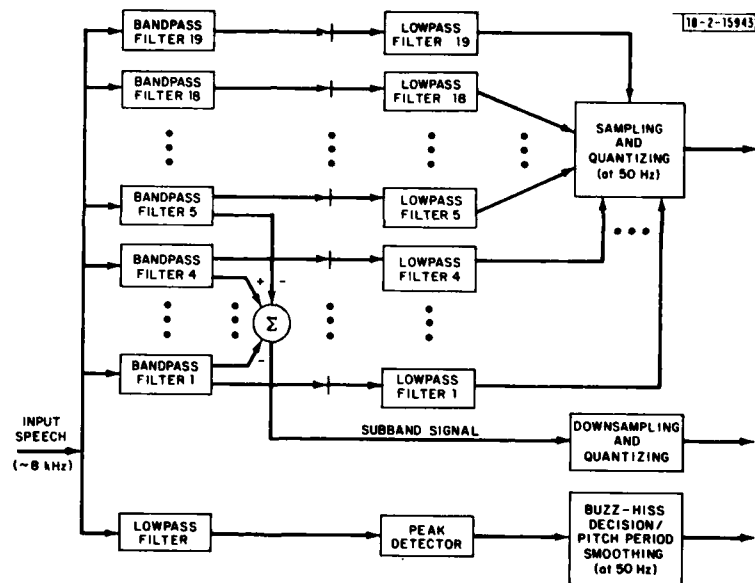 18-2-15943
BANDPASS
FILTER 19
LOWPASS
FILTER 19
BANDPASS
FILTER 18
LOWPASS
FILTER 18
SAMPLING
AND
QUANTIZING
(at 50 Hz)
BANDPASS
FILTER 5
LOWPASS
FILTER 5
BANDPASS
FILTER 4
LOWPASS
FILTER 4
+
-
Σ
-
BANDPASS
FILTER 1
LOWPASS
FILTER 1
INPUT
SPEECH
(~8 kHz)
SUBBAND SIGNAL
DOWNSAMPLING
AND
QUANTIZING
LOWPASS
FILTER
PEAK
DETECTOR
BUZZ-HISS
DECISION/
PITCH PERIOD
SMOOTHING
(at 50 Hz)